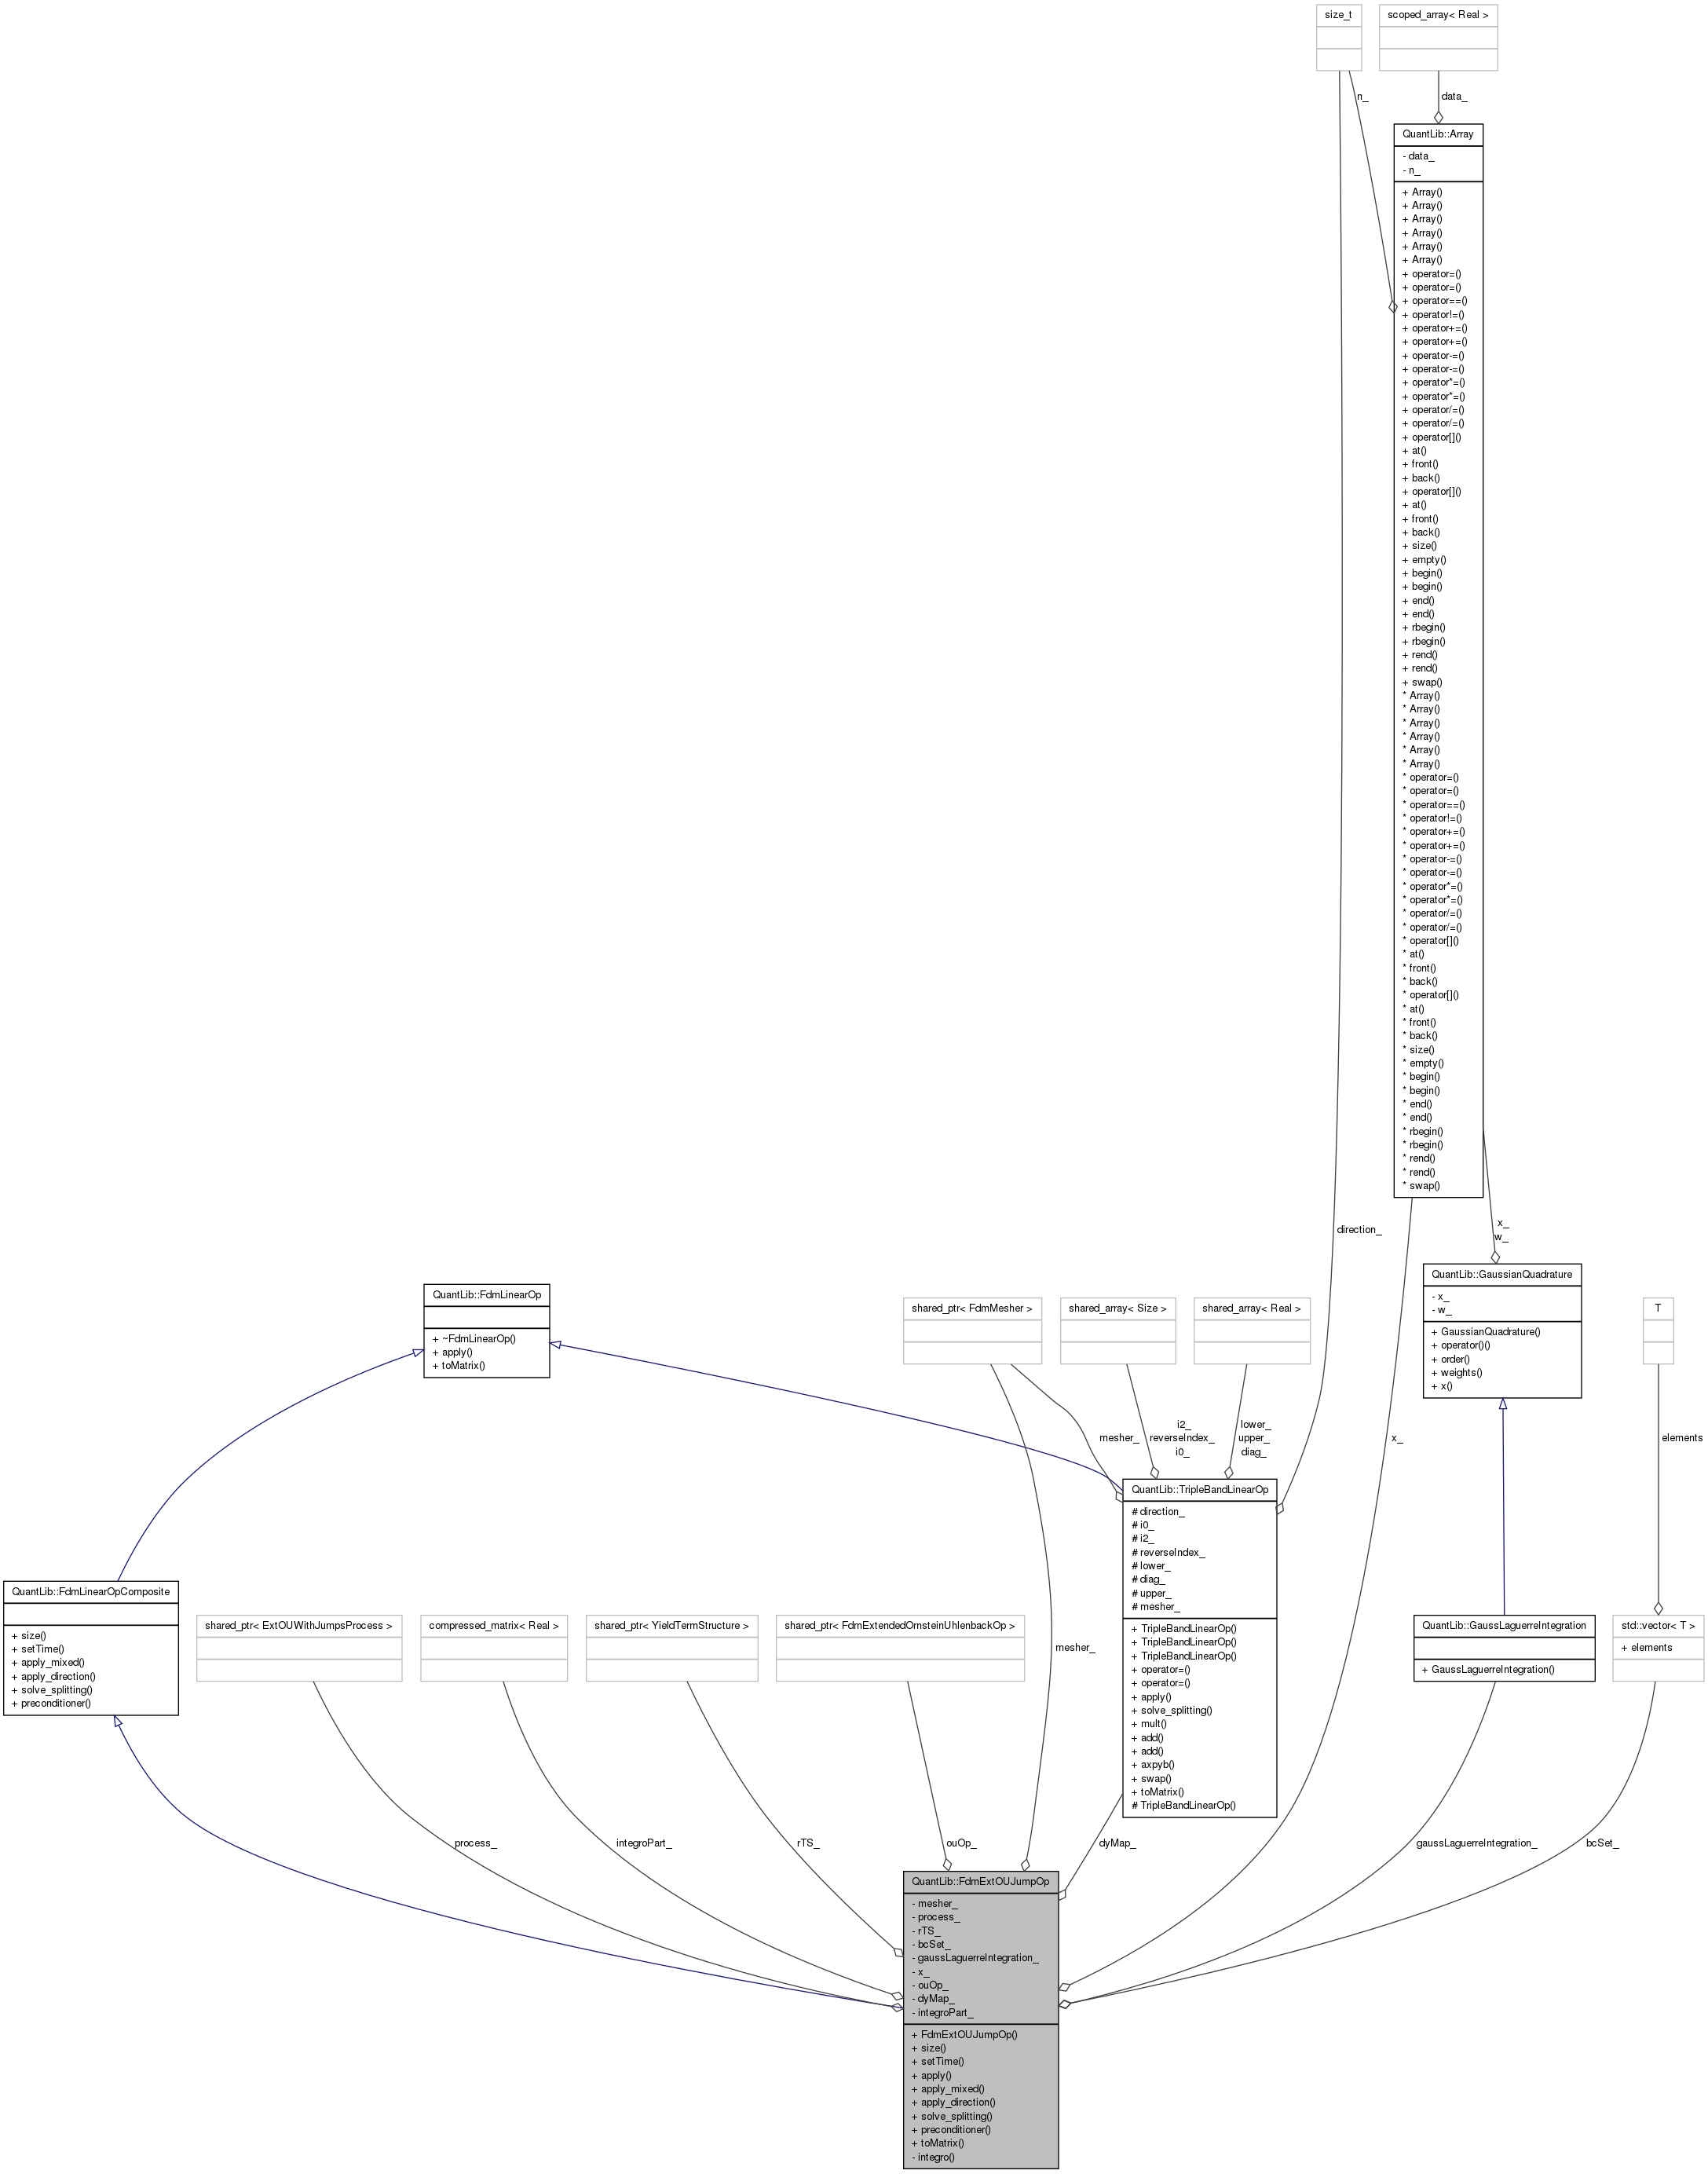 size_t
scoped_array< Real >
n_
data_
QuantLib::Array
- data_
- n_
+ Array()
+ Array()
+ Array()
+ Array()
+ Array()
+ Array()
+ operator=()
+ operator=()
+ operator==()
+ operator!=()
+ operator+=()
+ operator+=()
+ operator-=()
+ operator-=()
+ operator*=()
+ operator*=()
+ operator/=()
+ operator/=()
+ operator[]()
+ at()
+ front()
+ back()
+ operator[]()
+ at()
+ front()
+ back()
+ size()
+ empty()
+ begin()
+ begin()
+ end()
+ end()
+ rbegin()
+ rbegin()
+ rend()
+ rend()
+ swap()
* Array()
* Array()
* Array()
* Array()
* Array()
* Array()
* operator=()
* operator=()
* operator==()
* operator!=()
* operator+=()
* operator+=()
* operator-=()
* operator-=()
* operator*=()
* operator*=()
* operator/=()
* operator/=()
* operator[]()
* at()
* front()
* back()
* operator[]()
* at()
* front()
* back()
* size()
* empty()
* begin()
* begin()
* end()
* end()
* rbegin()
* rbegin()
* rend()
* rend()
* swap()
direction_
x_
w_
QuantLib::FdmLinearOp
+ ~FdmLinearOp()
+ apply()
+ toMatrix()
shared_ptr< FdmMesher >
shared_array< Size >
shared_array< Real >
QuantLib::GaussianQuadrature
- x_
- w_
+ GaussianQuadrature()
+ operator()()
+ order()
+ weights()
+ x()
T
mesher_
i2_
reverseIndex_
i0_
lower_
upper_
diag_
x_
elements
QuantLib::TripleBandLinearOp
# direction_
# i0_
# i2_
# reverseIndex_
# lower_
# diag_
# upper_
# mesher_
+ TripleBandLinearOp()
+ TripleBandLinearOp()
+ TripleBandLinearOp()
+ operator=()
+ operator=()
+ apply()
+ solve_splitting()
+ mult()
+ add()
+ add()
+ axpyb()
+ swap()
+ toMatrix()
# TripleBandLinearOp()
QuantLib::FdmLinearOpComposite
+ size()
+ setTime()
+ apply_mixed()
+ apply_direction()
+ solve_splitting()
+ preconditioner()
shared_ptr< ExtOUWithJumpsProcess >
compressed_matrix< Real >
shared_ptr< YieldTermStructure >
shared_ptr< FdmExtendedOrnsteinUhlenbackOp >
mesher_
QuantLib::GaussLaguerreIntegration
+ GaussLaguerreIntegration()
std::vector< T >
+ elements
process_
integroPart_
rTS_
ouOp_
dyMap_
gaussLaguerreIntegration_
bcSet_
QuantLib::FdmExtOUJumpOp
- mesher_
- process_
- rTS_
- bcSet_
- gaussLaguerreIntegration_
- x_
- ouOp_
- dyMap_
- integroPart_
+ FdmExtOUJumpOp()
+ size()
+ setTime()
+ apply()
+ apply_mixed()
+ apply_direction()
+ solve_splitting()
+ preconditioner()
+ toMatrix()
- integro()